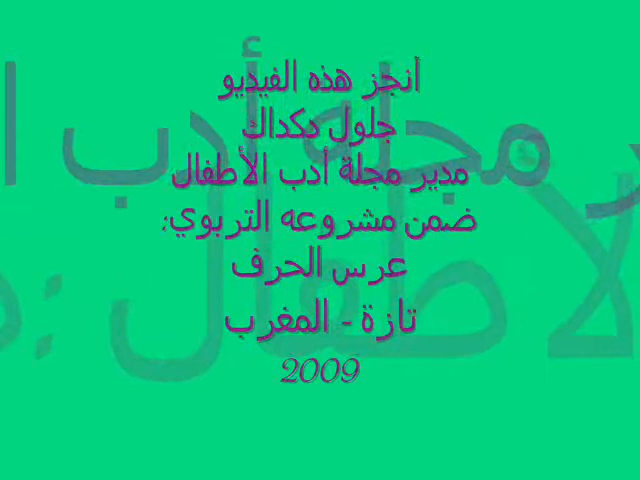 أنجز هذه الفيديو
جلول دكداك
مدير مجلة أدب الأطفال
ضمن مشروعه التربوي:
عرس الحرف
تازة - المغرب
2009